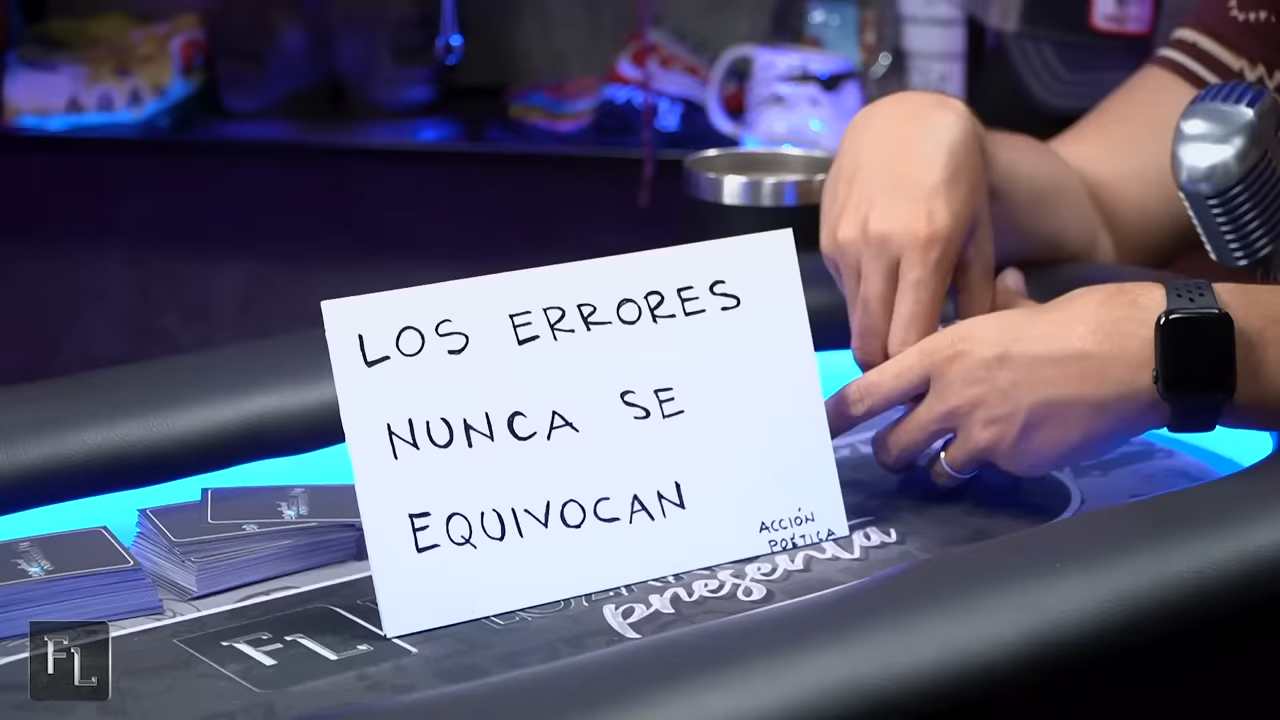 LOS ERRORES
NUNCA SE
EQUIVOCAN
ACCIÓN
POÉTICA
presenta
FL
FL